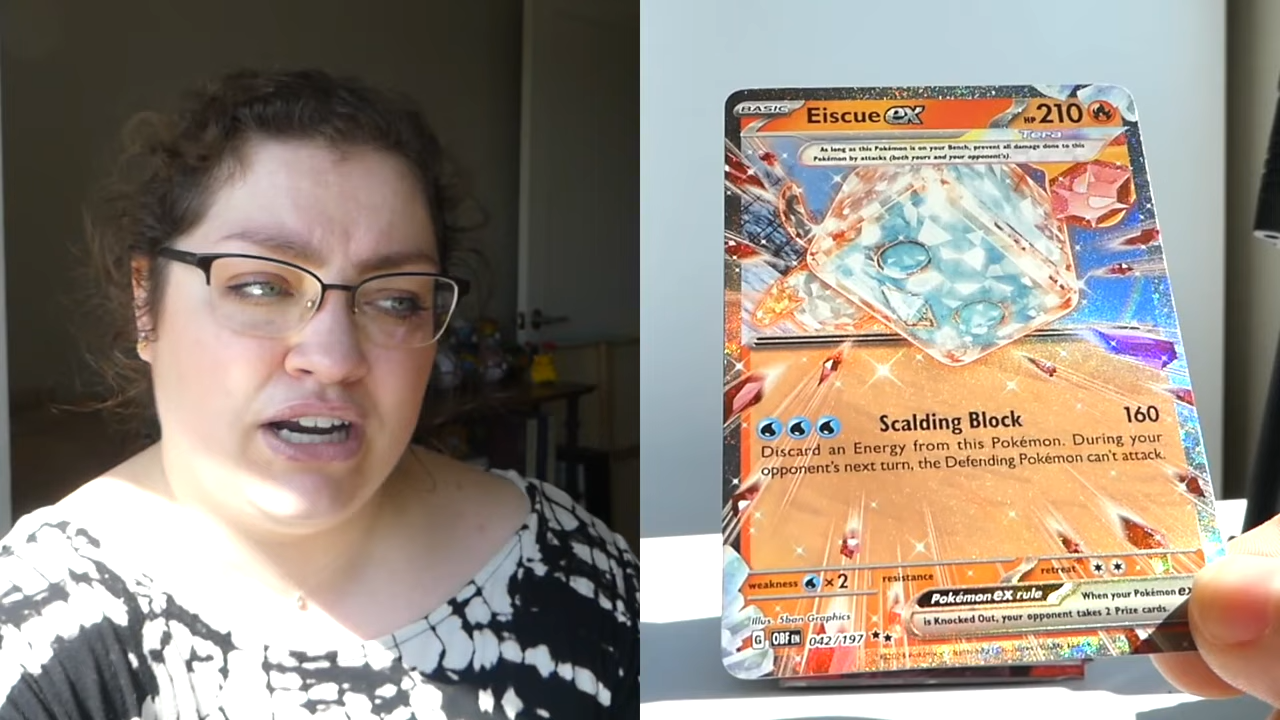 BASIC Eiscue ex HP 210
Tera
As long as this Pokémon is on your Bench, prevent all damage done to this
Pokémon by attacks (both yours and your opponent's).
Scalding Block 160
Discard an Energy from this Pokémon. During your
opponent's next turn, the Defending Pokémon can't attack.
weakness ×2 resistance retreat
Pokémon ex rule When your Pokémon ex
is Knocked Out, your opponent takes 2 Prize cards.
Illus. 5ban Graphics
G OBF EN 042/197